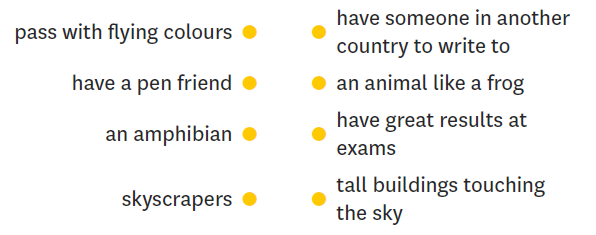 pass with flying colours
have someone in another
country to write to
have a pen friend
an animal like a frog
an amphibian
have great results at
exams
skyscrapers
tall buildings touching
the sky